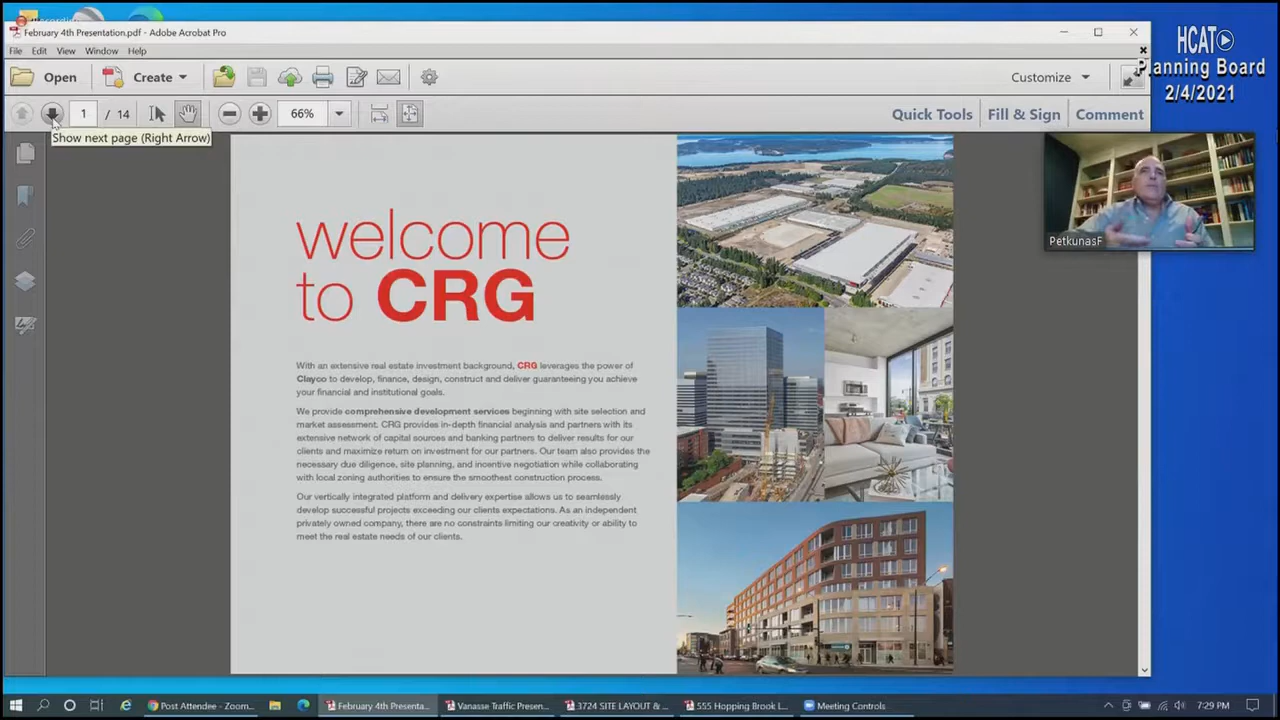 Recording
February 4th Presentation.pdf - Adobe Acrobat Pro
HCAT
Planning Board
2/4/2021
File Edit View Window Help
Open Create Customize
1 / 14 66% Quick Tools Fill & Sign Comment
Show next page (Right Arrow)
PetkunasF
welcome
to CRG
With an extensive real estate investment background, CRG leverages the power of
Clayco to develop, finance, design, construct and deliver guaranteeing you achieve
your financial and institutional goals.
We provide comprehensive development services beginning with site selection and
market assessment. CRG provides in-depth financial analysis and partners with its
extensive network of capital sources and banking partners to deliver results for our
clients and maximize return on investment for our partners. Our team also provides the
necessary due diligence, site planning, and incentive negotiation while collaborating
with local zoning authorities to ensure the smoothest construction process.
Our vertically integrated platform and delivery expertise allows us to seamlessly
develop successful projects exceeding our clients expectations. As an independent
privately owned company, there are no constraints limiting our creativity or ability to
meet the real estate needs of our clients.
Post Attendee - Zoom... February 4th Presenta... Vanasse Traffic Presen... 3724 SITE LAYOUT & ... 555 Hopping Brook L... Meeting Controls
7:29 PM